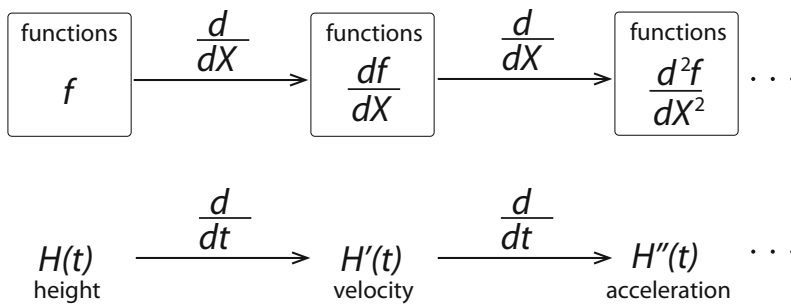 functions d/dX functions d/dX functions
f df/dX d²f/dX² . . .
d/dt d/dt
H(t) H′(t) H″(t) . . .
height velocity acceleration